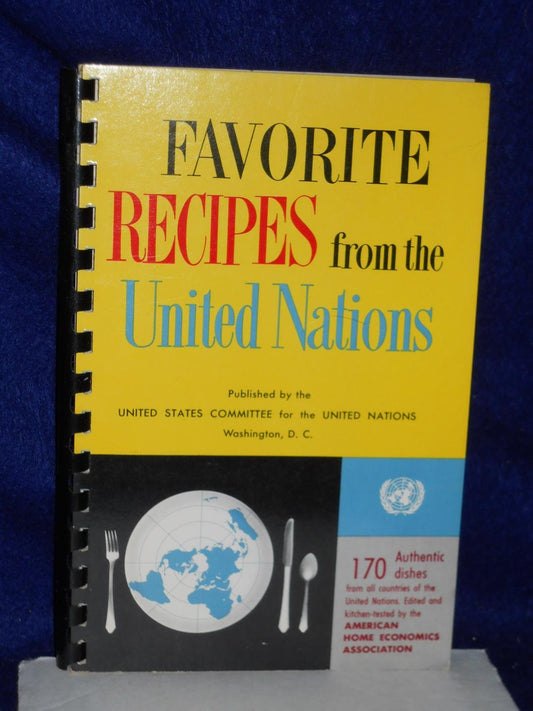 FAVORITE
RECIPES from the
United Nations
Published by the
UNITED STATES COMMITTEE for the UNITED NATIONS
Washington, D. C.
170 Authentic
dishes
from all countries of the
United Nations. Edited and
kitchen-tested by the
AMERICAN
HOME ECONOMICS
ASSOCIATION